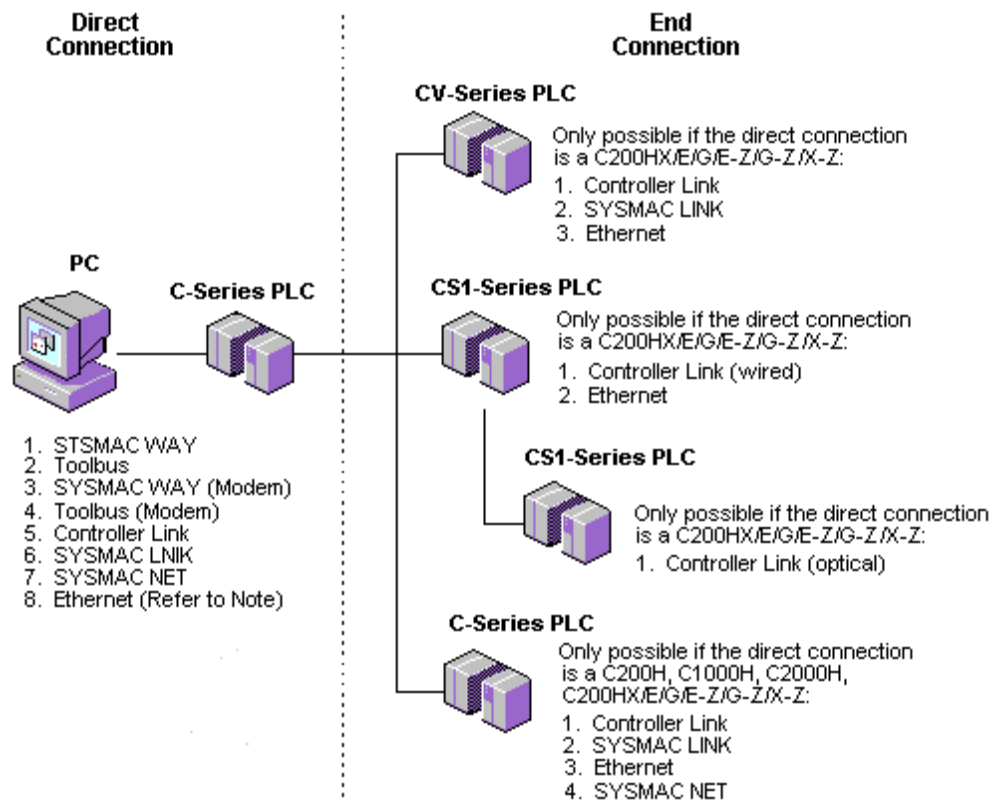 Direct
Connection
End
Connection
CV-Series PLC
Only possible if the direct connection
is a C200HX/E/G/E-Z/G-Z/X-Z:
1. Controller Link
2. SYSMAC LINK
3. Ethernet
PC
C-Series PLC
CS1-Series PLC
Only possible if the direct connection
is a C200HX/E/G/E-Z/G-Z/X-Z:
1. Controller Link (wired)
2. Ethernet
1. STSMAC WAY
2. Toolbus
3. SYSMAC WAY (Modem)
4. Toolbus (Modem)
5. Controller Link
6. SYSMAC LNIK
7. SYSMAC NET
8. Ethernet (Refer to Note)
CS1-Series PLC
Only possible if the direct connection
is a C200HX/E/G/E-Z/G-Z/X-Z:
1. Controller Link (optical)
C-Series PLC
Only possible if the direct connection
is a C200H, C1000H, C2000H,
C200HX/E/G/E-Z/G-Z/X-Z:
1. Controller Link
2. SYSMAC LINK
3. Ethernet
4. SYSMAC NET